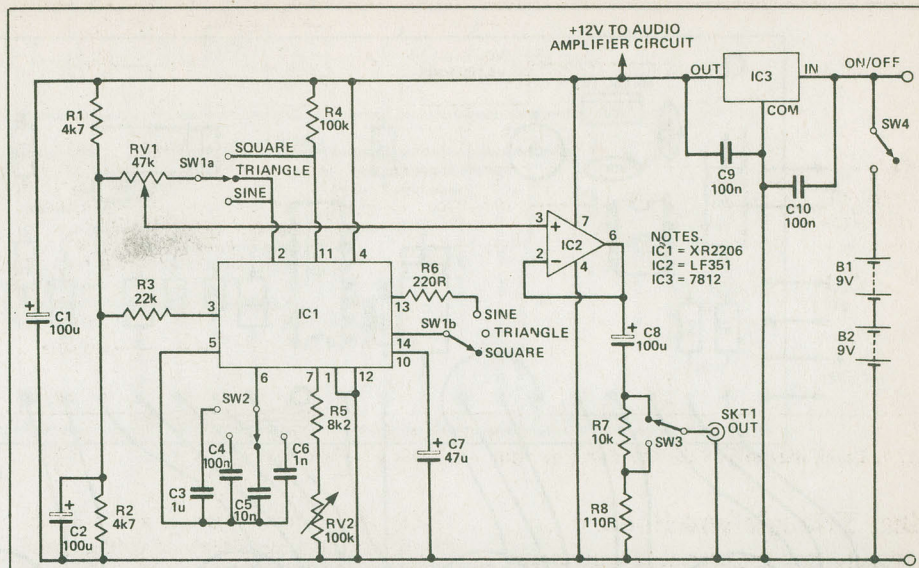 +12V TO AUDIO
AMPLIFIER CIRCUIT
OUT
IC3
IN
ON/OFF
COM
SW4
R1
4k7
R4
100k
RV1
47k
SW1a
SQUARE
TRIANGLE
SINE
C9
100n
C10
100n
3
+
7
6
2
−
IC2
4
NOTES.
IC1 = XR2206
IC2 = LF351
IC3 = 7812
2
11
4
R3
22k
3
IC1
R6
220R
13
SINE
TRIANGLE
SW1b
SQUARE
14
10
5
6
7
1
12
+
C1
100u
B1
9V
B2
9V
+
C8
100u
SW2
R5
8k2
C4
100n
C6
1n
C3
1u
C5
10n
+
C7
47u
R7
10k
SW3
SKT1
OUT
+
C2
100u
R2
4k7
RV2
100k
R8
110R